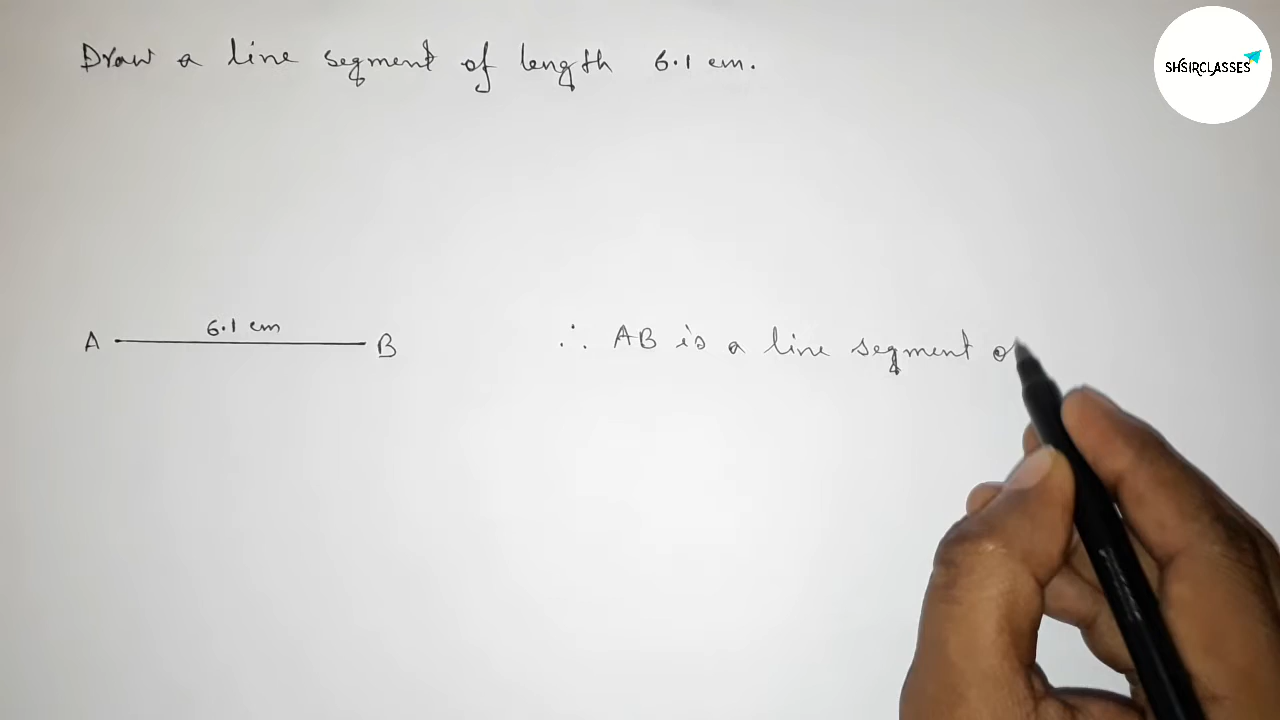 Draw a line segment of length 6.1 cm.
SHSIRCLASSES
6.1 cm
A B
∴ AB is a line segment of